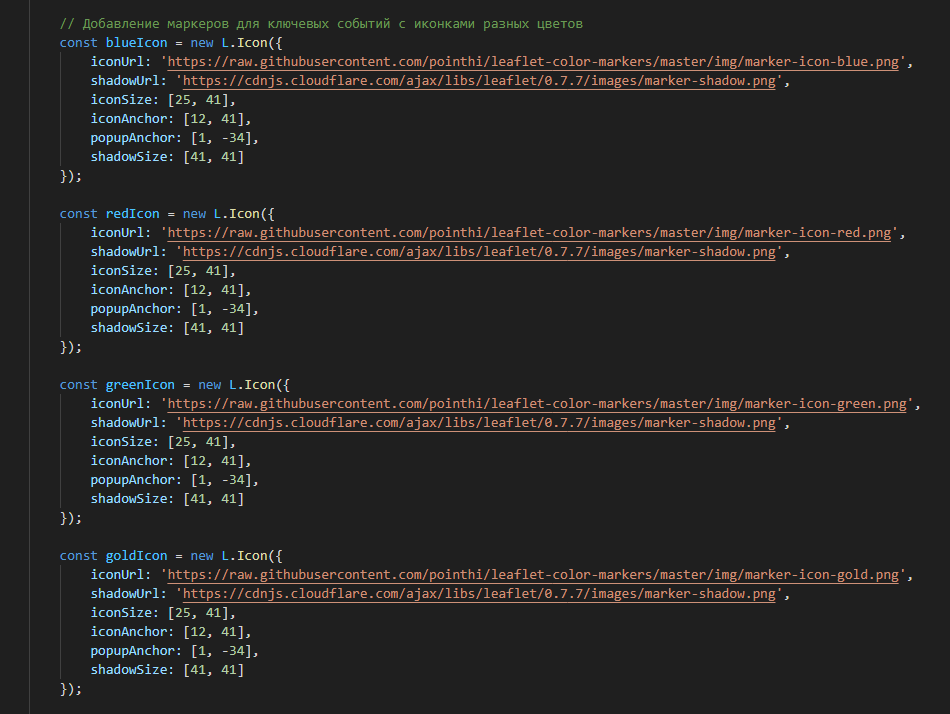 // Добавление маркеров для ключевых событий с иконками разных цветов
const blueIcon = new L.Icon({
    iconUrl: 'https://raw.githubusercontent.com/pointhi/leaflet-color-markers/master/img/marker-icon-blue.png',
    shadowUrl: 'https://cdnjs.cloudflare.com/ajax/libs/leaflet/0.7.7/images/marker-shadow.png',
    iconSize: [25, 41],
    iconAnchor: [12, 41],
    popupAnchor: [1, -34],
    shadowSize: [41, 41]
});

const redIcon = new L.Icon({
    iconUrl: 'https://raw.githubusercontent.com/pointhi/leaflet-color-markers/master/img/marker-icon-red.png',
    shadowUrl: 'https://cdnjs.cloudflare.com/ajax/libs/leaflet/0.7.7/images/marker-shadow.png',
    iconSize: [25, 41],
    iconAnchor: [12, 41],
    popupAnchor: [1, -34],
    shadowSize: [41, 41]
});

const greenIcon = new L.Icon({
    iconUrl: 'https://raw.githubusercontent.com/pointhi/leaflet-color-markers/master/img/marker-icon-green.png',
    shadowUrl: 'https://cdnjs.cloudflare.com/ajax/libs/leaflet/0.7.7/images/marker-shadow.png',
    iconSize: [25, 41],
    iconAnchor: [12, 41],
    popupAnchor: [1, -34],
    shadowSize: [41, 41]
});

const goldIcon = new L.Icon({
    iconUrl: 'https://raw.githubusercontent.com/pointhi/leaflet-color-markers/master/img/marker-icon-gold.png',
    shadowUrl: 'https://cdnjs.cloudflare.com/ajax/libs/leaflet/0.7.7/images/marker-shadow.png',
    iconSize: [25, 41],
    iconAnchor: [12, 41],
    popupAnchor: [1, -34],
    shadowSize: [41, 41]
});